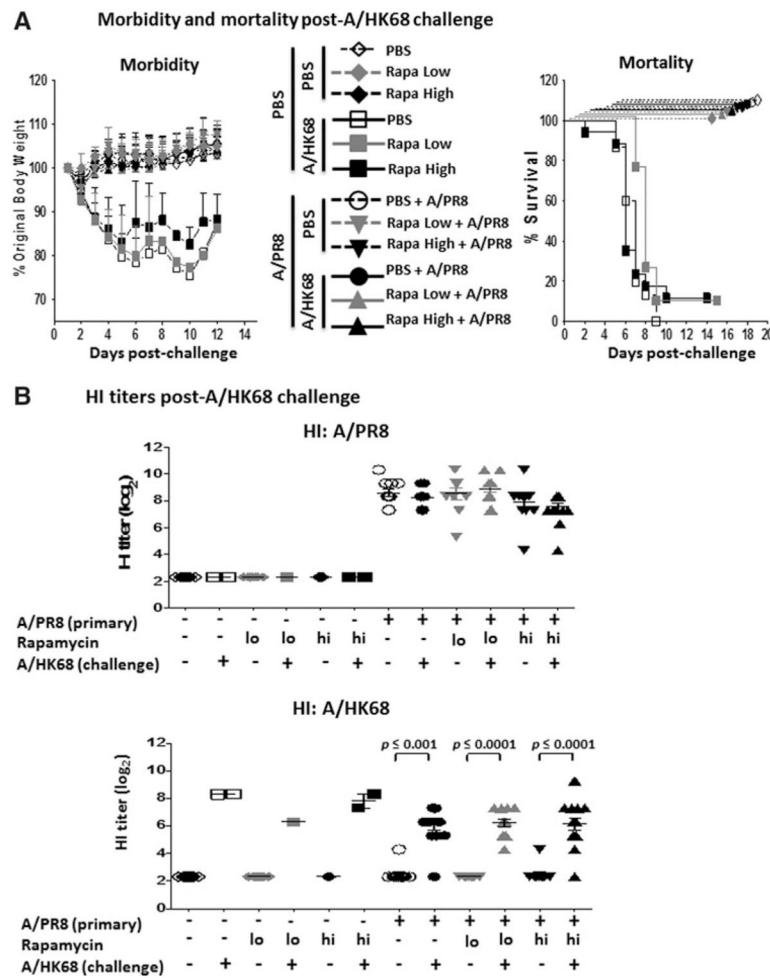 A Morbidity and mortality post-A/HK68 challenge
Morbidity
% Original Body Weight
120
110
100
90
80
70
0 2 4 6 8 10 12 14
Days post-challenge
PBS
PBS
PBS
Rapa Low
Rapa High
A/HK68
PBS
Rapa Low
Rapa High
A/PR8
PBS
PBS + A/PR8
Rapa Low + A/PR8
Rapa High + A/PR8
A/HK68
PBS + A/PR8
Rapa Low + A/PR8
Rapa High + A/PR8
Mortality
% Survival
120
100
80
60
40
20
0
0 2 4 6 8 10 12 14 16 18 20
Days post-challenge
B HI titers post-A/HK68 challenge
HI: A/PR8
HI titer (log2)
12
10
8
6
4
2
0
A/PR8 (primary) - - - - - - + + + + + +
Rapamycin - - lo lo hi hi - - lo lo hi hi
A/HK68 (challenge) - + - + - + - + - + - +
HI: A/HK68
HI titer (log2)
12
10
8
6
4
2
0
p ≤ 0.001 p ≤ 0.0001 p ≤ 0.0001
A/PR8 (primary) - - - - - - + + + + + +
Rapamycin - - lo lo hi hi - - lo lo hi hi
A/HK68 (challenge) - + - + - + - + - + - +